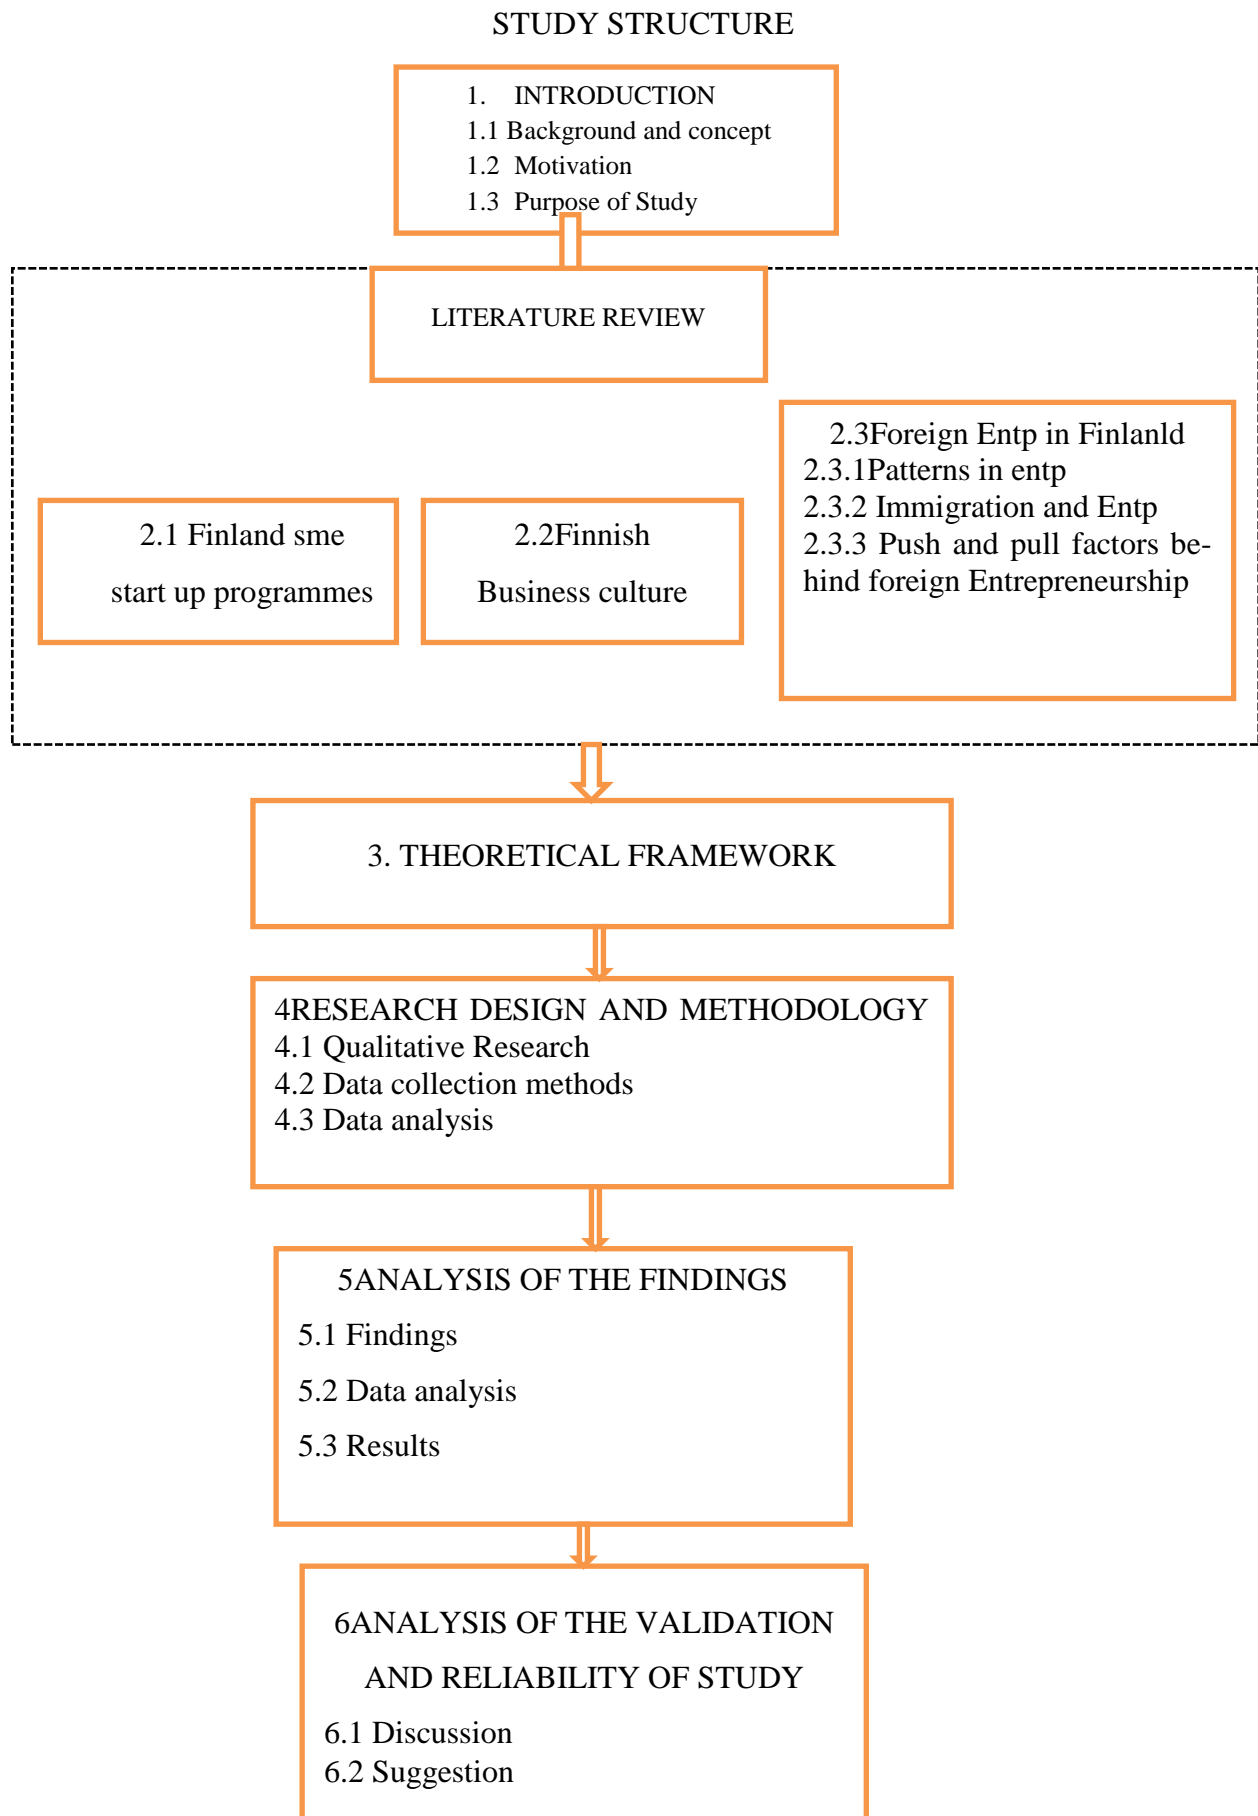 STUDY STRUCTURE
1. INTRODUCTION
1.1 Background and concept
1.2 Motivation
1.3 Purpose of Study
LITERATURE REVIEW
2.1 Finland sme
start up programmes
2.2Finnish
Business culture
2.3Foreign Entp in Finlanld
2.3.1Patterns in entp
2.3.2 Immigration and Entp
2.3.3 Push and pull factors be-
hind foreign Entrepreneurship
3. THEORETICAL FRAMEWORK
4RESEARCH DESIGN AND METHODOLOGY
4.1 Qualitative Research
4.2 Data collection methods
4.3 Data analysis
5ANALYSIS OF THE FINDINGS
5.1 Findings
5.2 Data analysis
5.3 Results
6ANALYSIS OF THE VALIDATION
AND RELIABILITY OF STUDY
6.1 Discussion
6.2 Suggestion